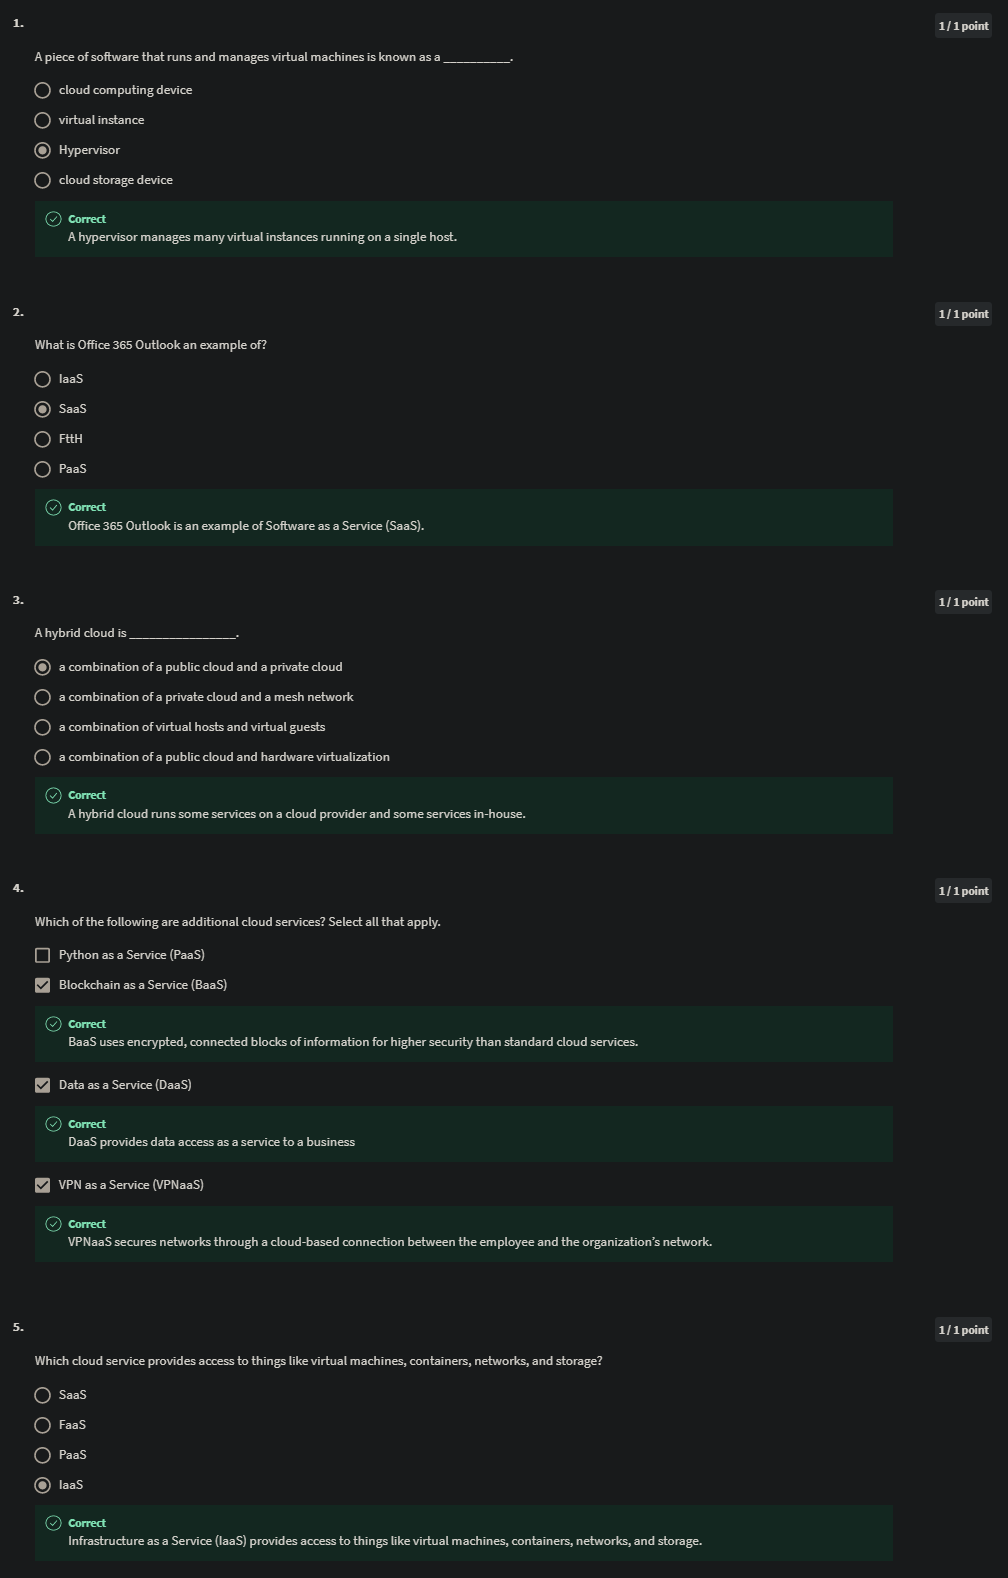 1.
1 / 1 point
A piece of software that runs and manages virtual machines is known as a __________.
cloud computing device
virtual instance
Hypervisor
cloud storage device
Correct
A hypervisor manages many virtual instances running on a single host.
2.
1 / 1 point
What is Office 365 Outlook an example of?
IaaS
SaaS
FttH
PaaS
Correct
Office 365 Outlook is an example of Software as a Service (SaaS).
3.
1 / 1 point
A hybrid cloud is ________________.
a combination of a public cloud and a private cloud
a combination of a private cloud and a mesh network
a combination of virtual hosts and virtual guests
a combination of a public cloud and hardware virtualization
Correct
A hybrid cloud runs some services on a cloud provider and some services in-house.
4.
1 / 1 point
Which of the following are additional cloud services? Select all that apply.
Python as a Service (PaaS)
Blockchain as a Service (BaaS)
Correct
BaaS uses encrypted, connected blocks of information for higher security than standard cloud services.
Data as a Service (DaaS)
Correct
DaaS provides data access as a service to a business
VPN as a Service (VPNaaS)
Correct
VPNaaS secures networks through a cloud-based connection between the employee and the organization’s network.
5.
1 / 1 point
Which cloud service provides access to things like virtual machines, containers, networks, and storage?
SaaS
FaaS
PaaS
IaaS
Correct
Infrastructure as a Service (IaaS) provides access to things like virtual machines, containers, networks, and storage.